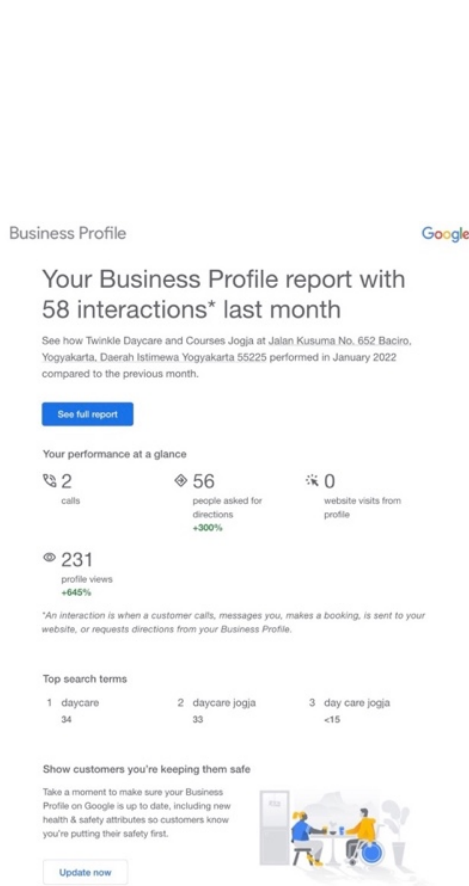 Business Profile
Google
Your Business Profile report with
58 interactions* last month
See how Twinkle Daycare and Courses Jogja at Jalan Kusuma No. 652 Baciro,
Yogyakarta, Daerah Istimewa Yogyakarta 55225 performed in January 2022
compared to the previous month.
See full report
Your performance at a glance
2
calls
56
people asked for
directions
+300%
0
website visits from
profile
231
profile views
+645%
*An interaction is when a customer calls, messages you, makes a booking, is sent to your
website, or requests directions from your Business Profile.
Top search terms
1 daycare
34
2 daycare jogja
33
3 day care jogja
<15
Show customers you're keeping them safe
Take a moment to make sure your Business
Profile on Google is up to date, including new
health & safety attributes so customers know
you're putting their safety first.
Update now